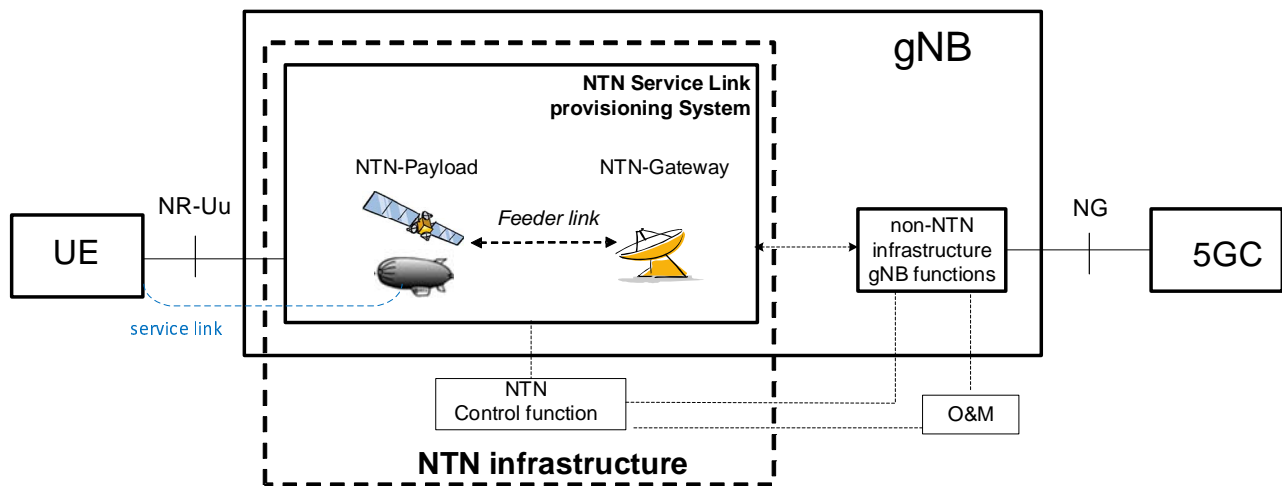 gNB
NTN Service Link
provisioning System
NTN-Payload
NTN-Gateway
Feeder link
NR-Uu
UE
service link
non-NTN
infrastructure
gNB functions
NG
5GC
NTN
Control function
O&M
NTN infrastructure